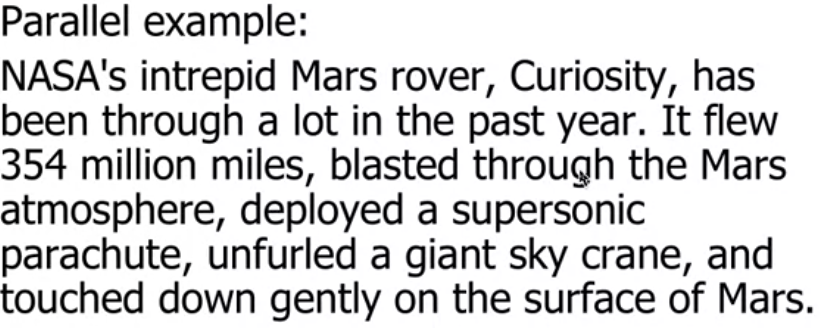 Parallel example:
NASA's intrepid Mars rover, Curiosity, has
been through a lot in the past year. It flew
354 million miles, blasted through the Mars
atmosphere, deployed a supersonic
parachute, unfurled a giant sky crane, and
touched down gently on the surface of Mars.